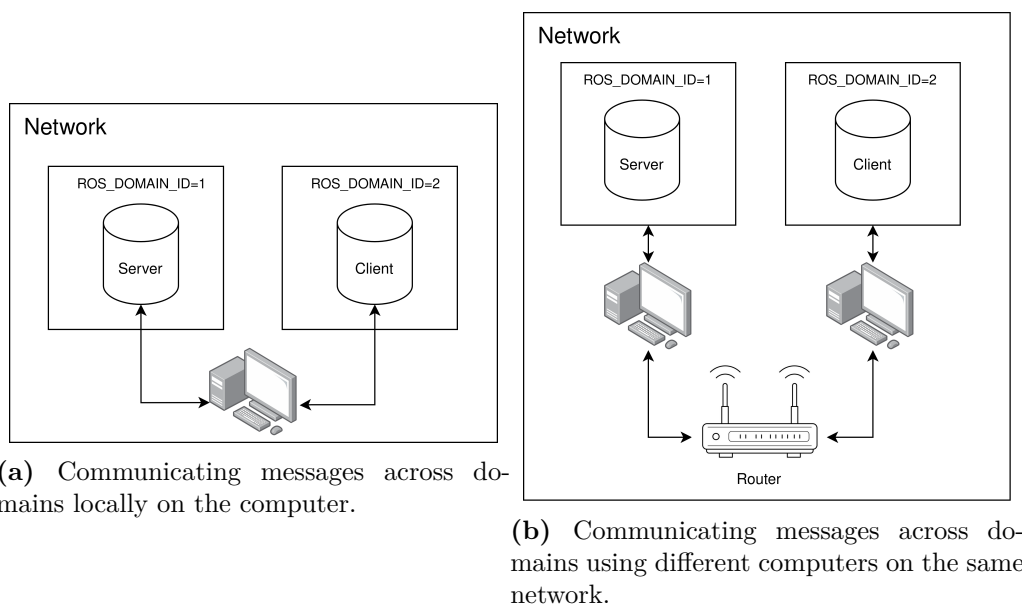 Network
ROS_DOMAIN_ID=1
ROS_DOMAIN_ID=2
Server
Client
(a) Communicating messages across do-
mains locally on the computer.
Network
ROS_DOMAIN_ID=1
ROS_DOMAIN_ID=2
Server
Client
Router
(b) Communicating messages across do-
mains using different computers on the same
network.